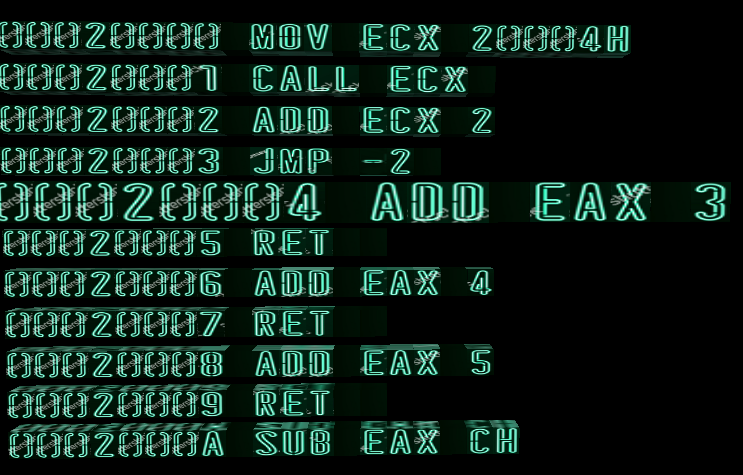 00020000 MOV ECX 20004H
00020001 CALL ECX
00020002 ADD ECX 2
00020003 JMP -2
00020004 ADD EAX 3
00020005 RET
00020006 ADD EAX 4
00020007 RET
00020008 ADD EAX 5
00020009 RET
0002000A SUB EAX CH